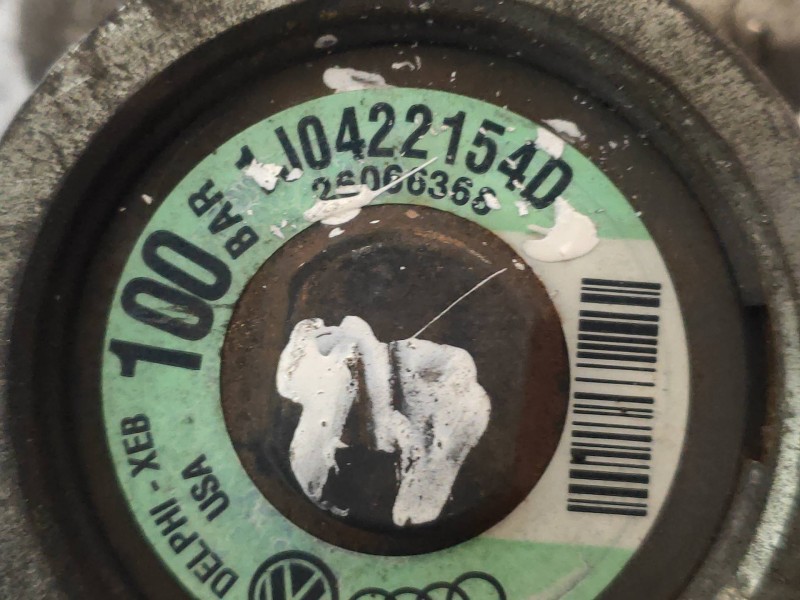 1J0422154D
26066366
100 BAR
DELPHI - XEB
USA